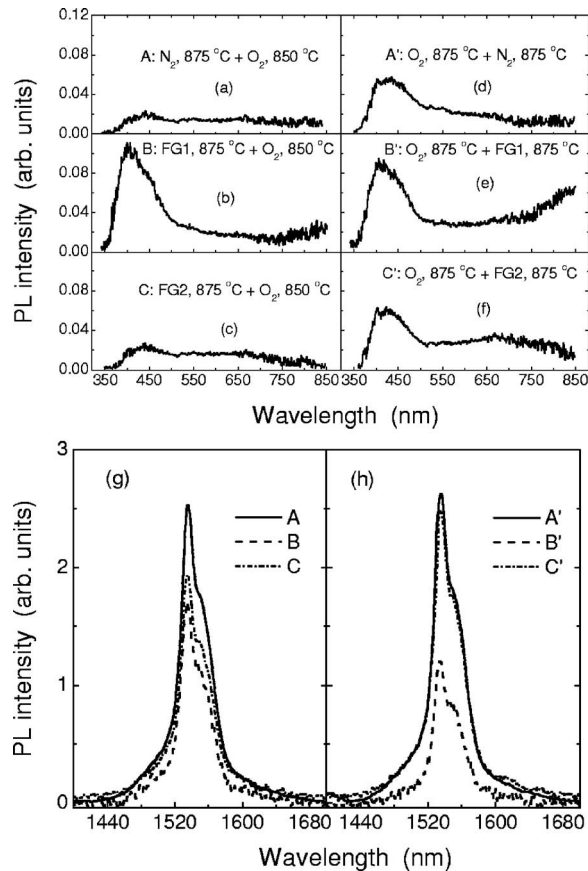 0.12
0.08
0.04
0.00
A: N2, 875 °C + O2, 850 °C
(a)
A': O2, 875 °C + N2, 875 °C
(d)
0.08
0.04
0.00
B: FG1, 875 °C + O2, 850 °C
(b)
B': O2, 875 °C + FG1, 875 °C
(e)
0.08
0.04
0.00
C: FG2, 875 °C + O2, 850 °C
(c)
C': O2, 875 °C + FG2, 875 °C
(f)
PL intensity (arb. units)
350 450 550 650 750 850 350 450 550 650 750 850
Wavelength (nm)
3
2
1
0
PL intensity (arb. units)
(g)
A
B
C
(h)
A'
B'
C'
1440 1520 1600 1680 1440 1520 1600 1680
Wavelength (nm)